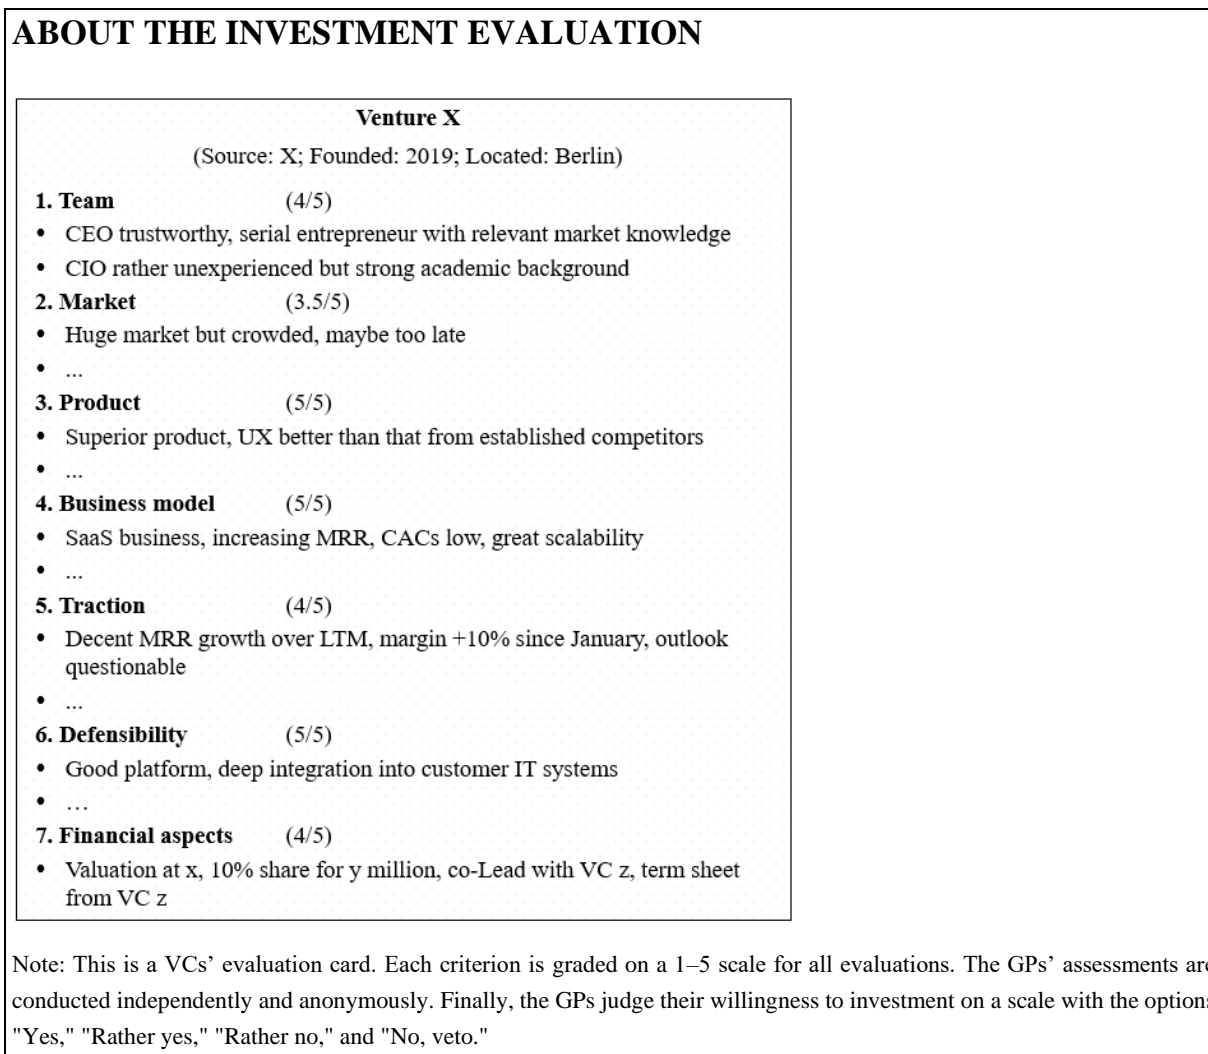 ABOUT THE INVESTMENT EVALUATION
Venture X
(Source: X; Founded: 2019; Located: Berlin)
1. Team (4/5)
• CEO trustworthy, serial entrepreneur with relevant market knowledge
• CIO rather unexperienced but strong academic background
2. Market (3.5/5)
• Huge market but crowded, maybe too late
• ...
3. Product (5/5)
• Superior product, UX better than that from established competitors
• ...
4. Business model (5/5)
• SaaS business, increasing MRR, CACs low, great scalability
• ...
5. Traction (4/5)
• Decent MRR growth over LTM, margin +10% since January, outlook
questionable
• ...
6. Defensibility (5/5)
• Good platform, deep integration into customer IT systems
• …
7. Financial aspects (4/5)
• Valuation at x, 10% share for y million, co-Lead with VC z, term sheet
from VC z
Note: This is a VCs’ evaluation card. Each criterion is graded on a 1–5 scale for all evaluations. The GPs’ assessments are
conducted independently and anonymously. Finally, the GPs judge their willingness to investment on a scale with the options
"Yes," "Rather yes," "Rather no," and "No, veto."